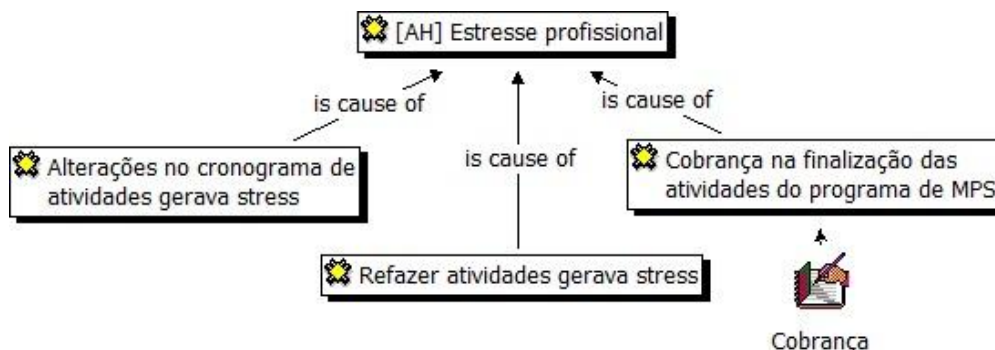 [AH] Estresse profissional
is cause of
is cause of
is cause of
Alterações no cronograma de
atividades gerava stress
Cobrança na finalização das
atividades do programa de MPS
Refazer atividades gerava stress
Cobranca